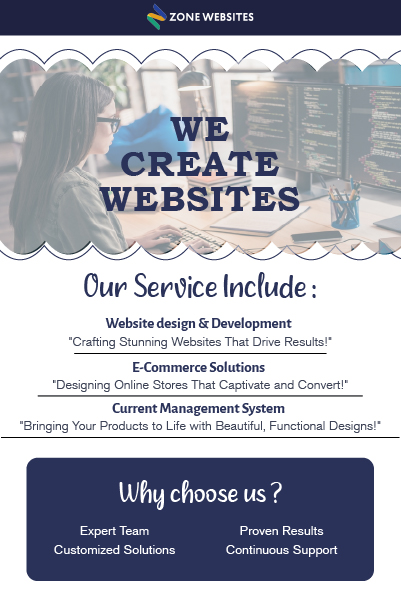 ZONE WEBSITES
WE
CREATE
WEBSITES
Our Service Include :
Website design & Development
"Crafting Stunning Websites That Drive Results!"
E-Commerce Solutions
"Designing Online Stores That Captivate and Convert!"
Current Management System
"Bringing Your Products to Life with Beautiful, Functional Designs!"
Why choose us ?
Expert Team
Proven Results
Customized Solutions
Continuous Support